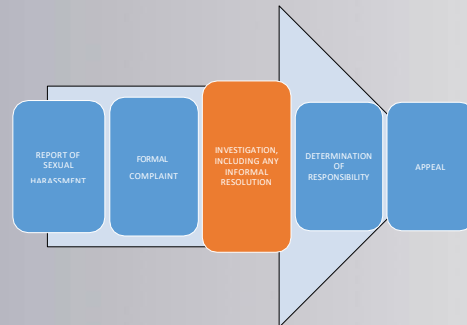 REPORT OF
SEXUAL
HARASSMENT
FORMAL
COMPLAINT
INVESTIGATION,
INCLUDING ANY
INFORMAL
RESOLUTION
DETERMINATION
OF
RESPONSIBILITY
APPEAL